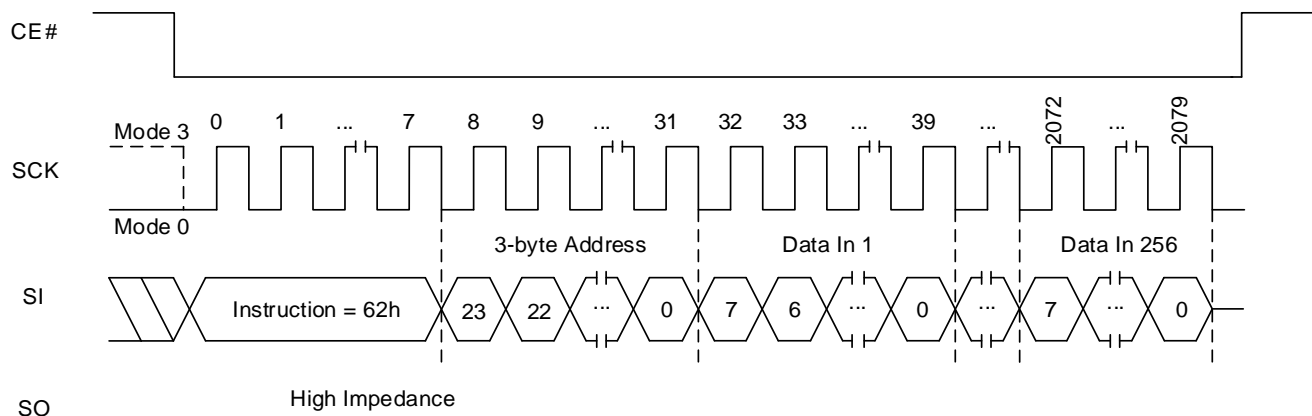 CE#
Mode 3
0 1 ... 7 8 9 ... 31 32 33 ... 39 ... 2072 ... 2079
SCK
Mode 0
3-byte Address Data In 1 Data In 256
SI Instruction = 62h 23 22 ... 0 7 6 ... 0 ... 7 ... 0
High Impedance
SO